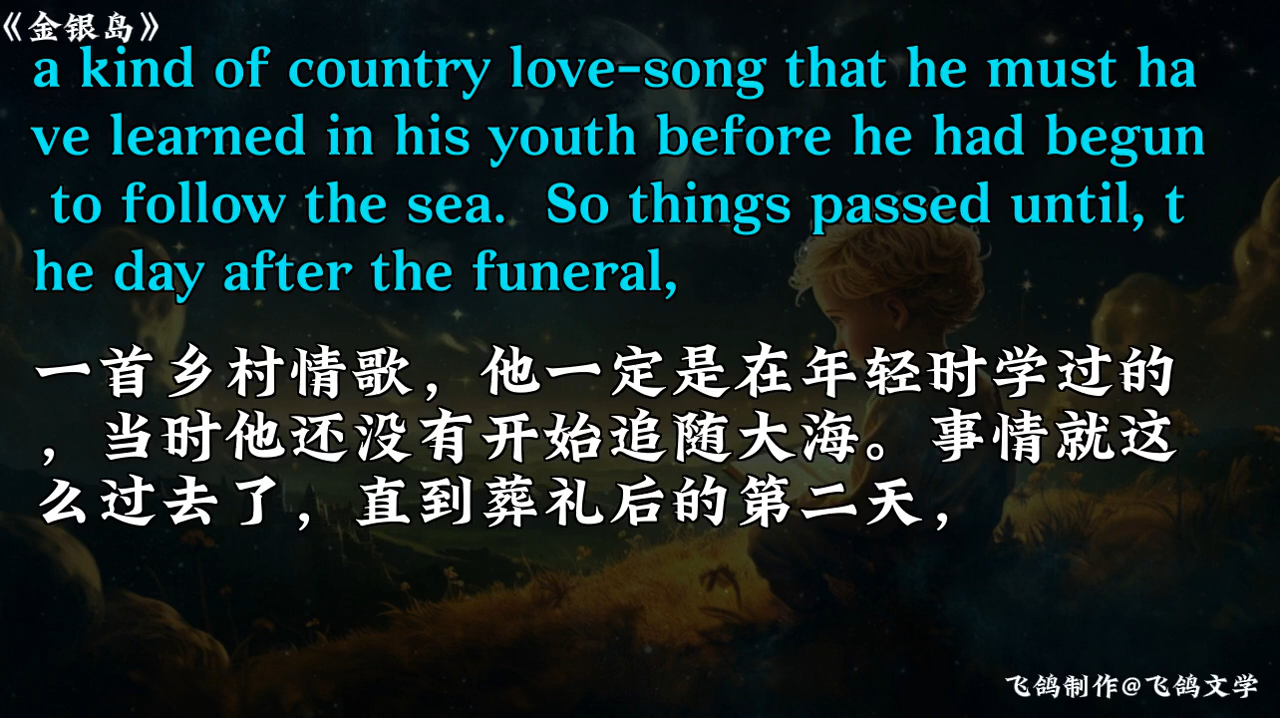 《金银岛》
a kind of country love-song that he must ha
ve learned in his youth before he had begun
to follow the sea.  So things passed until, t
he day after the funeral,
一首乡村情歌，他一定是在年轻时学过的
，当时他还没有开始追随大海。事情就这
么过去了，直到葬礼后的第二天，
飞鸽制作@飞鸽文学